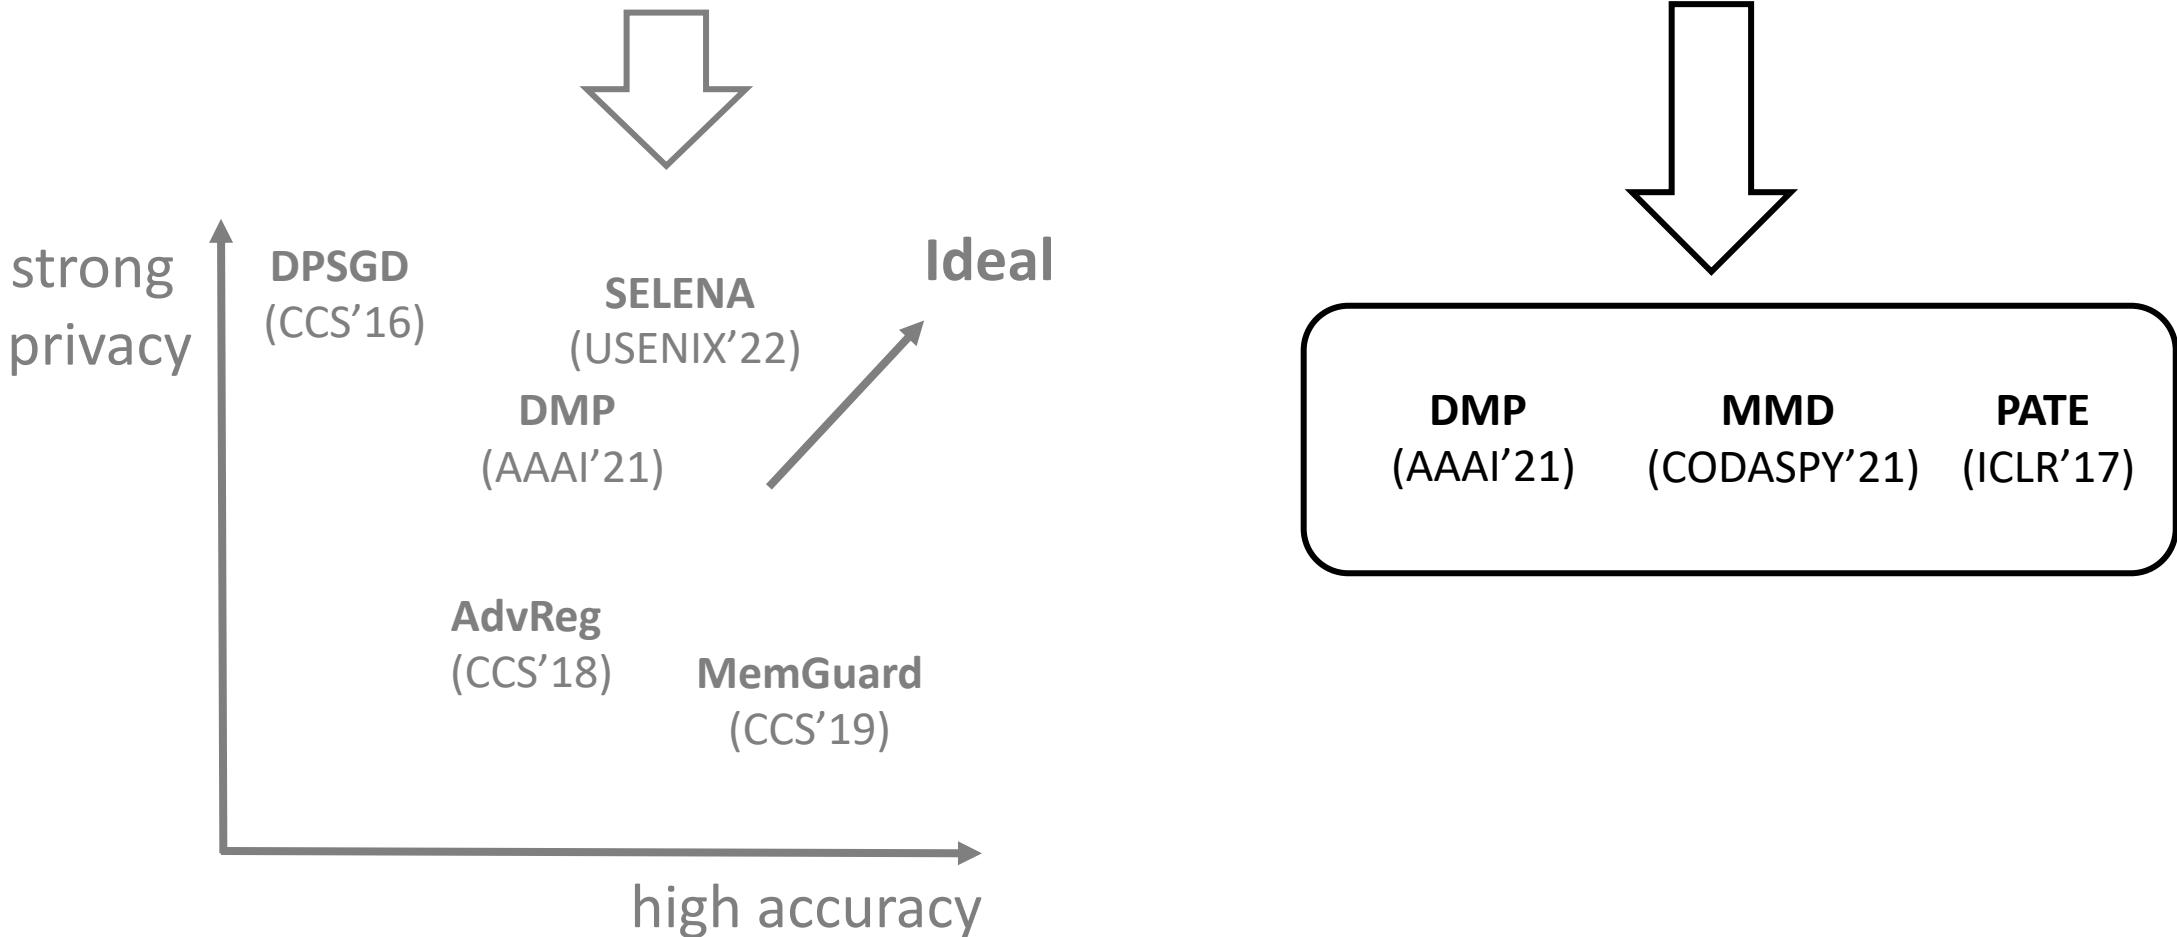 strong
privacy
DPSGD
(CCS’16)
SELENA
(USENIX’22)
Ideal
DMP
(AAAI’21)
AdvReg
(CCS’18)
MemGuard
(CCS’19)
high accuracy
DMP
(AAAI’21)
MMD
(CODASPY’21)
PATE
(ICLR’17)